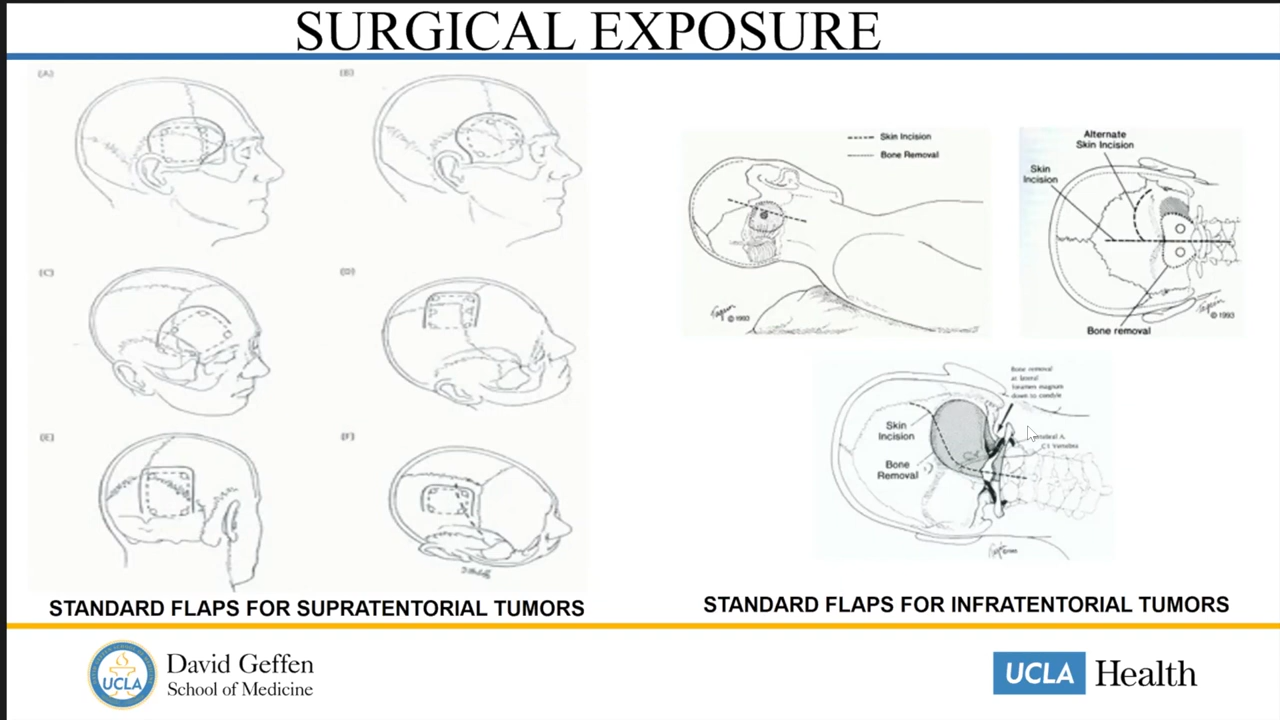 SURGICAL EXPOSURE
(A)
(B)
(C)
(D)
(E)
(F)
STANDARD FLAPS FOR SUPRATENTORIAL TUMORS
Skin Incision
Bone Removal
© 1993
Alternate
Skin Incision
Skin
Incision
Bone removal
© 1993
Bone removal
at lateral
foramen magnum
down to condyle
Skin
Incision
Bone
Removal
C1 Vertebra
STANDARD FLAPS FOR INFRATENTORIAL TUMORS
UCLA
David Geffen
School of Medicine
UCLA Health